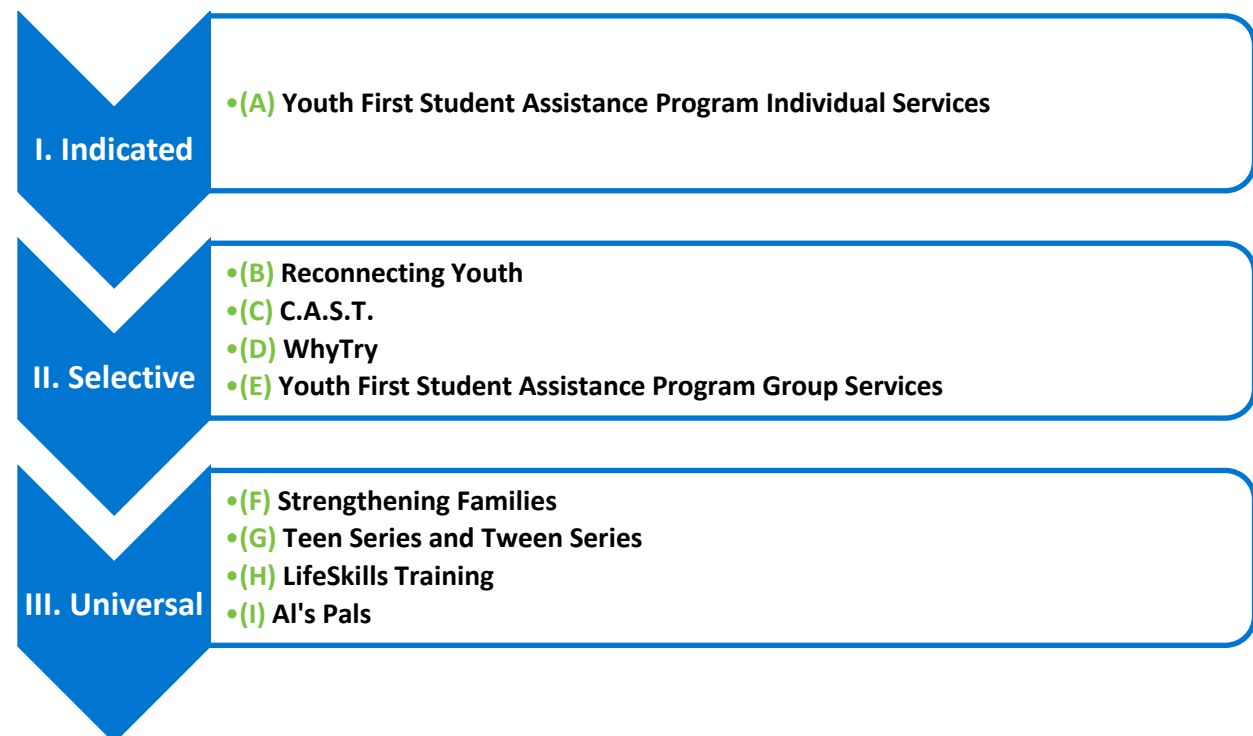 I. Indicated
•(A) Youth First Student Assistance Program Individual Services
II. Selective
•(B) Reconnecting Youth
•(C) C.A.S.T.
•(D) WhyTry
•(E) Youth First Student Assistance Program Group Services
III. Universal
•(F) Strengthening Families
•(G) Teen Series and Tween Series
•(H) LifeSkills Training
•(I) Al's Pals